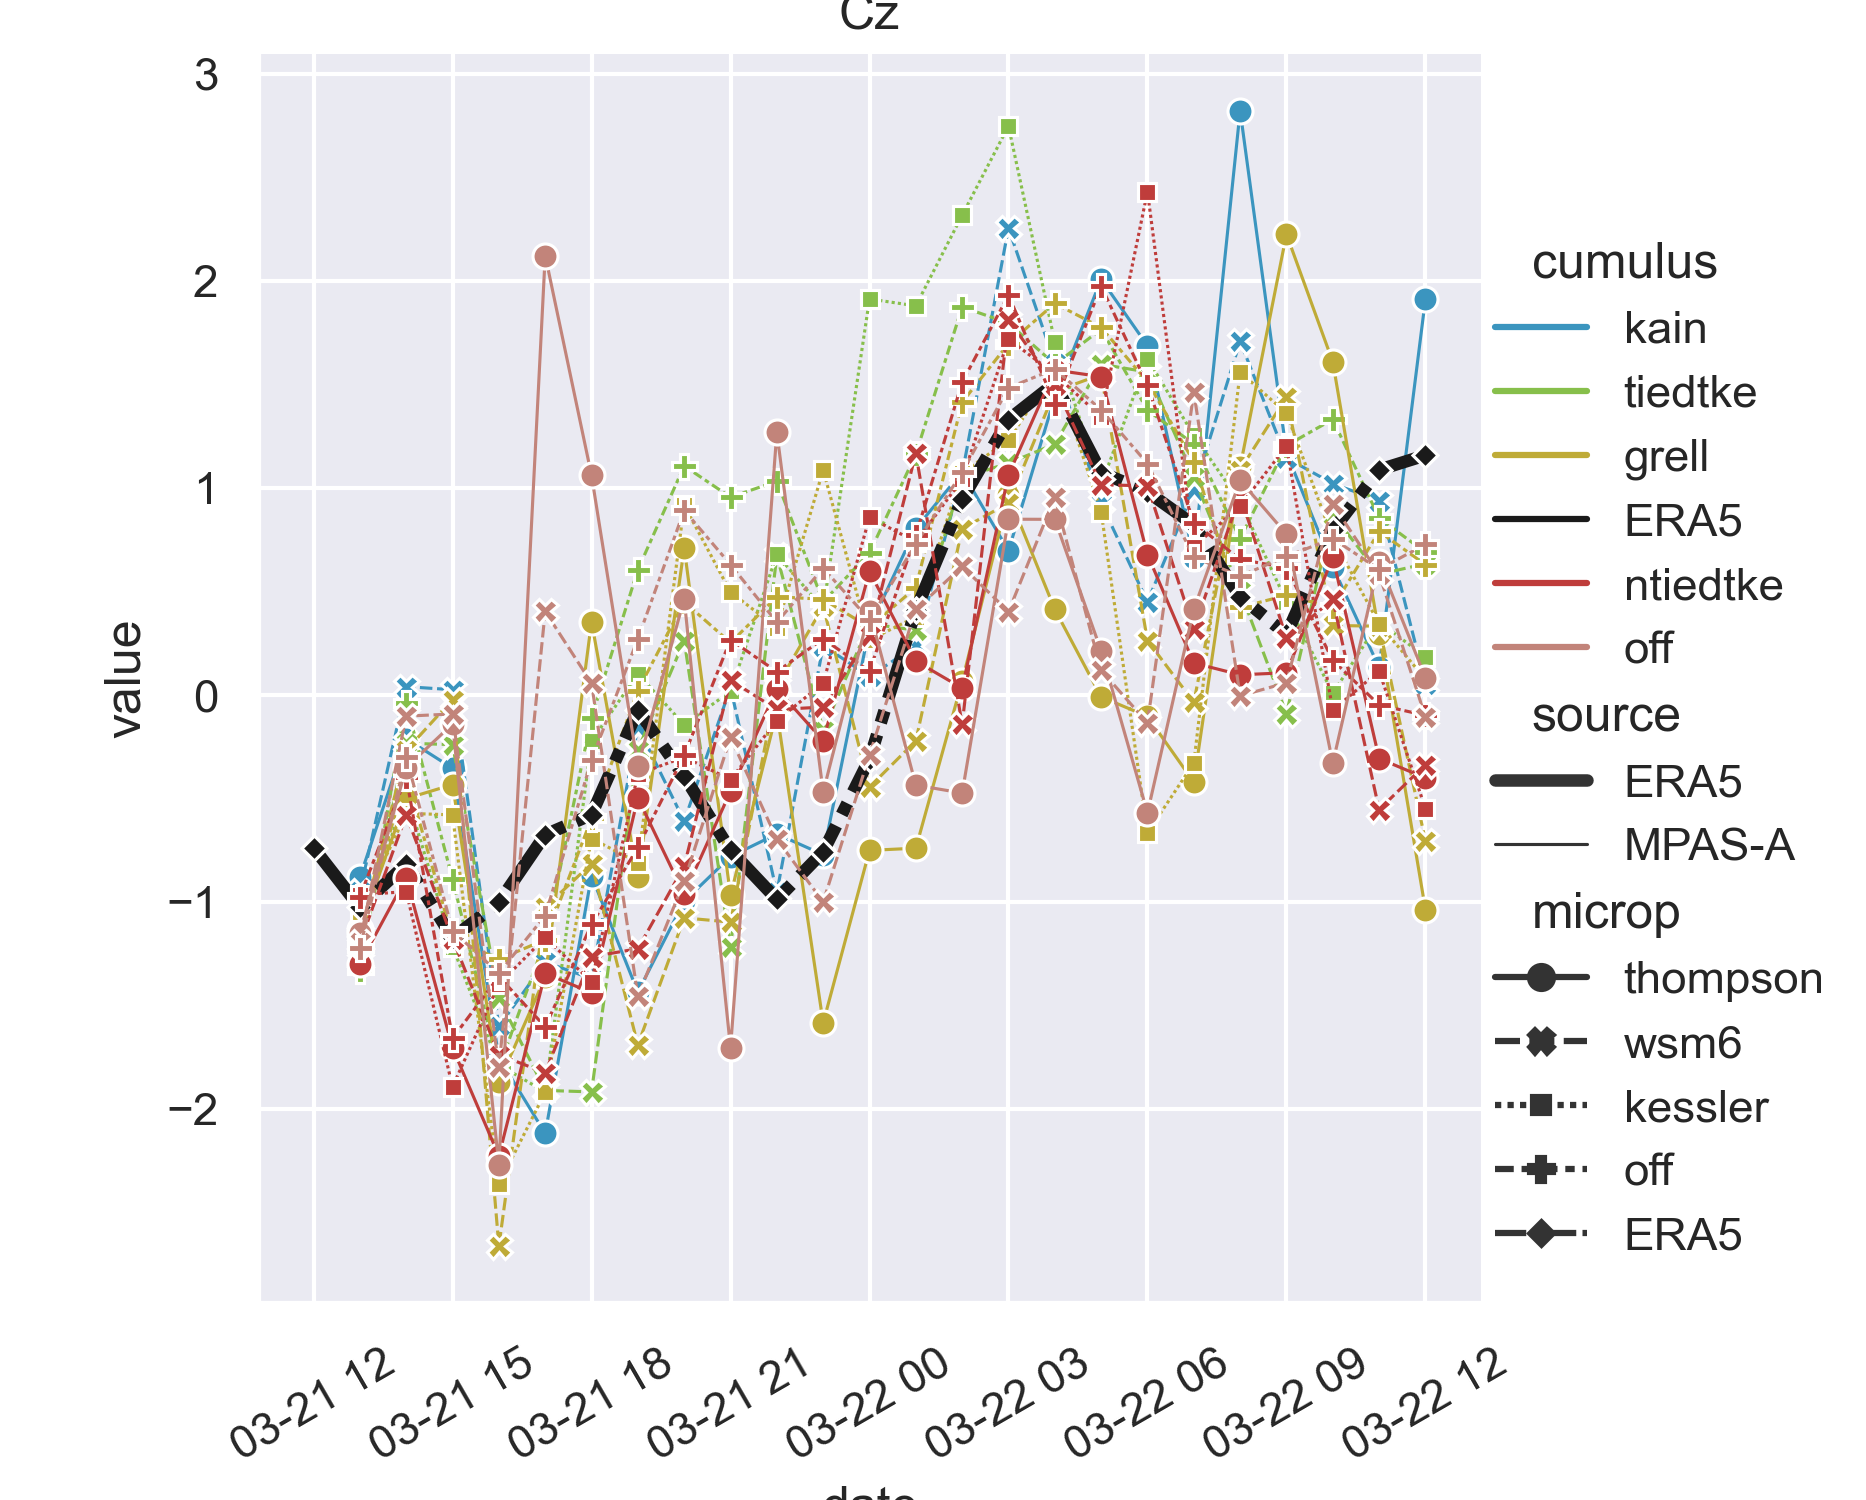 Cz
3
2
1
0
−1
−2
value
03-21 12
03-21 15
03-21 18
03-21 21
03-22 00
03-22 03
03-22 06
03-22 09
03-22 12
date
cumulus
kain
tiedtke
grell
ERA5
ntiedtke
off
source
ERA5
MPAS-A
microp
thompson
wsm6
kessler
off
ERA5